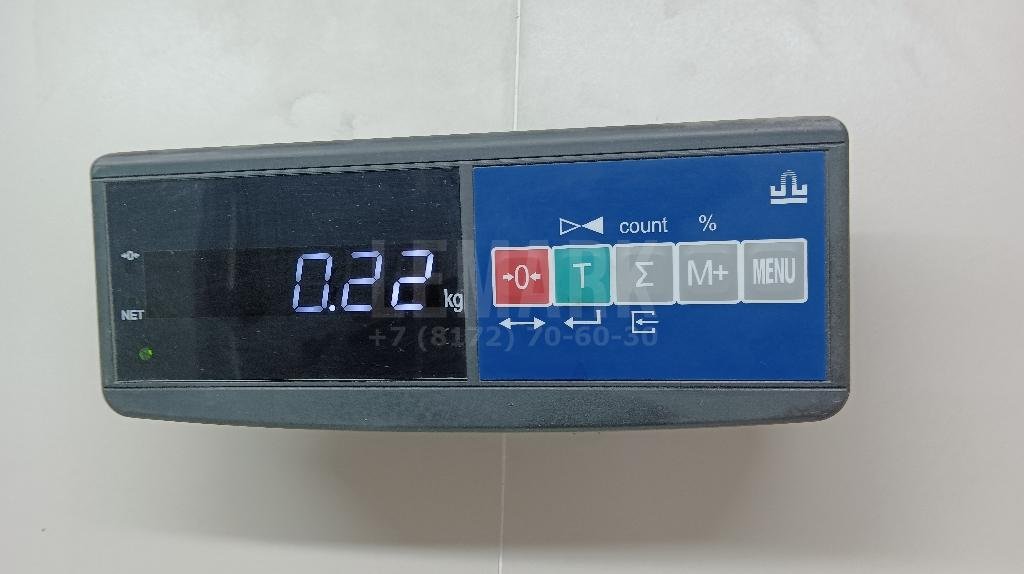 count %
→0← T Σ M+ MENU
→0←
0.22 kg
NET
LEMARK
+7 (8172) 70-60-30